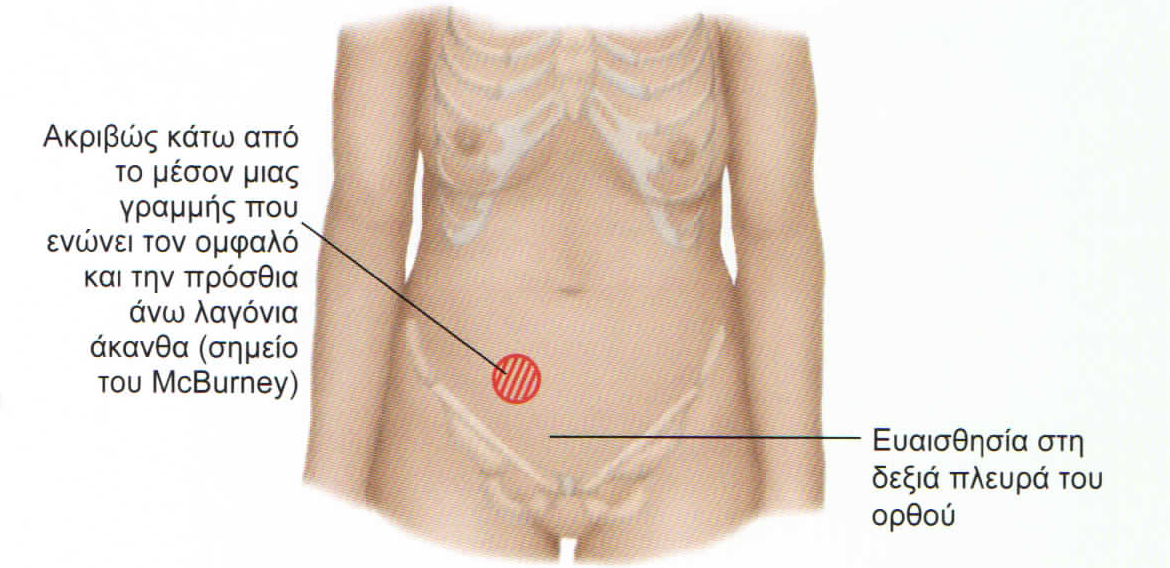 Ακριβώς κάτω από
το μέσον μιας
γραμμής που
ενώνει τον ομφαλό
και την πρόσθια
άνω λαγόνια
άκανθα (σημείο
του McBurney)
Ευαισθησία στη
δεξιά πλευρά του
ορθού